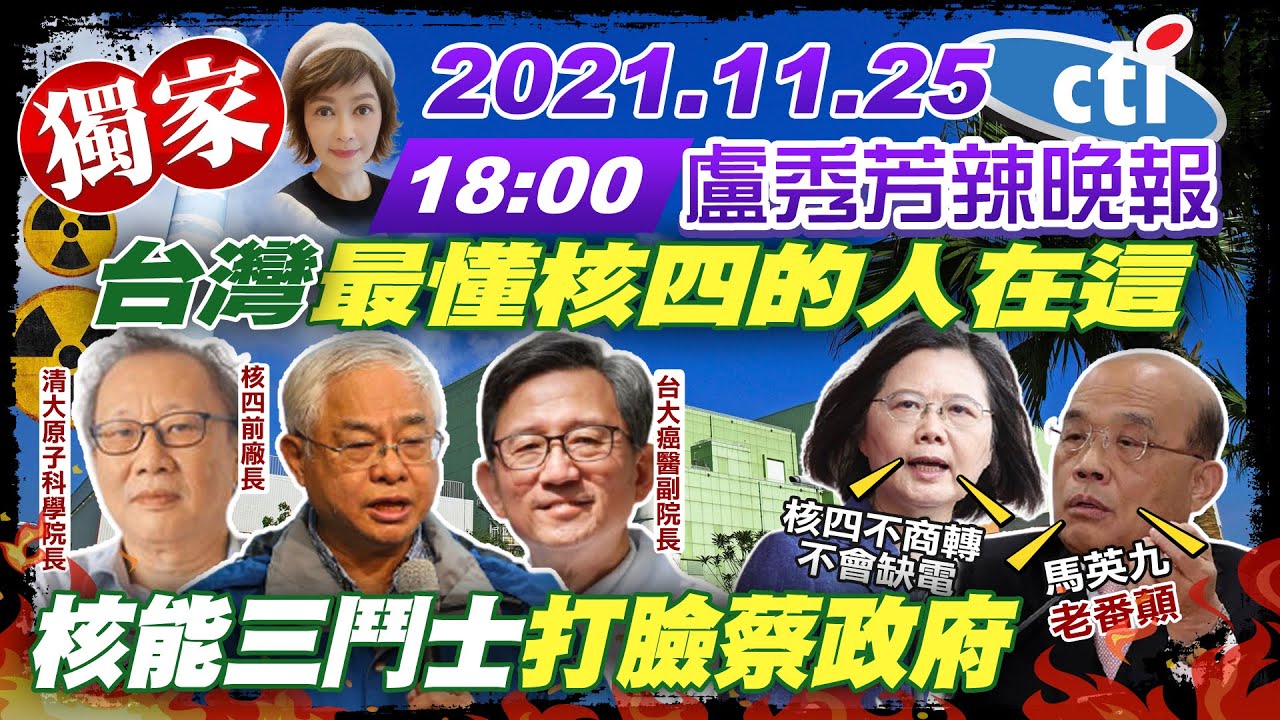 獨家
2021.11.25
cti
18:00
盧秀芳辣晚報
台灣最懂核四的人在這
清大原子科學院長
核四前廠長
台大癌醫副院長
核四不商轉
不會缺電
馬英九
老番顛
核能三鬥士打臉蔡政府